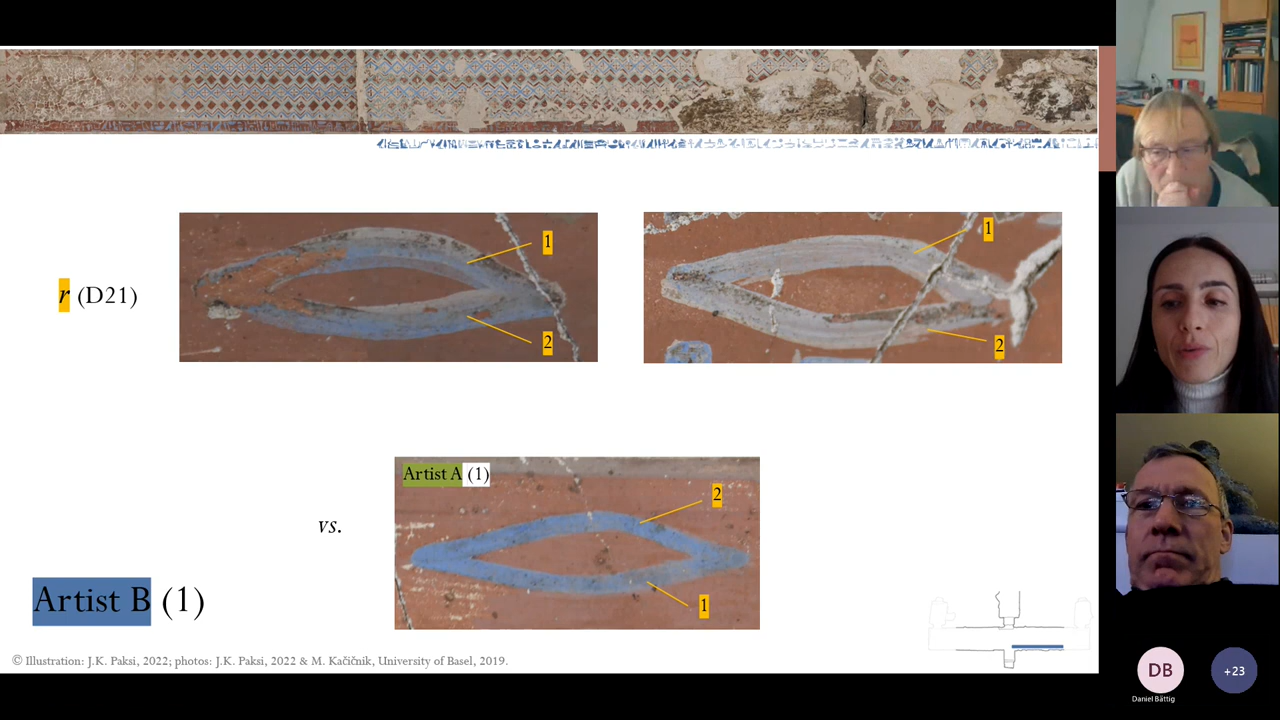 r (D21)
1
2
1
2
vs.
Artist A (1)
2
1
Artist B (1)
© Illustration: J.K. Paksi, 2022; photos: J.K. Paksi, 2022 & M. Kačičnik, University of Basel, 2019.
DB
Daniel Bättig
+23